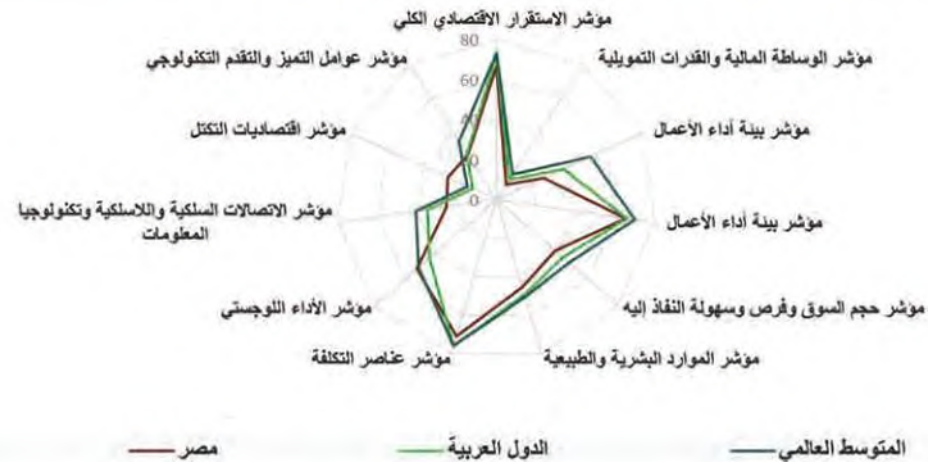 مؤشر الاستقرار الاقتصادي الكلي
مؤشر الوساطة المالية والقدرات التمويلية
مؤشر بيئة أداء الأعمال
مؤشر بيئة أداء الأعمال
مؤشر حجم السوق وفرص وسهولة النفاذ إليه
مؤشر الموارد البشرية والطبيعية
مؤشر عناصر التكلفة
مؤشر الأداء اللوجستي
مؤشر الاتصالات السلكية واللاسلكية وتكنولوجيا
المعلومات
مؤشر اقتصاديات التكتل
مؤشر عوامل التميز والتقدم التكنولوجي
80
60
0
المتوسط العالمي
الدول العربية
مصر